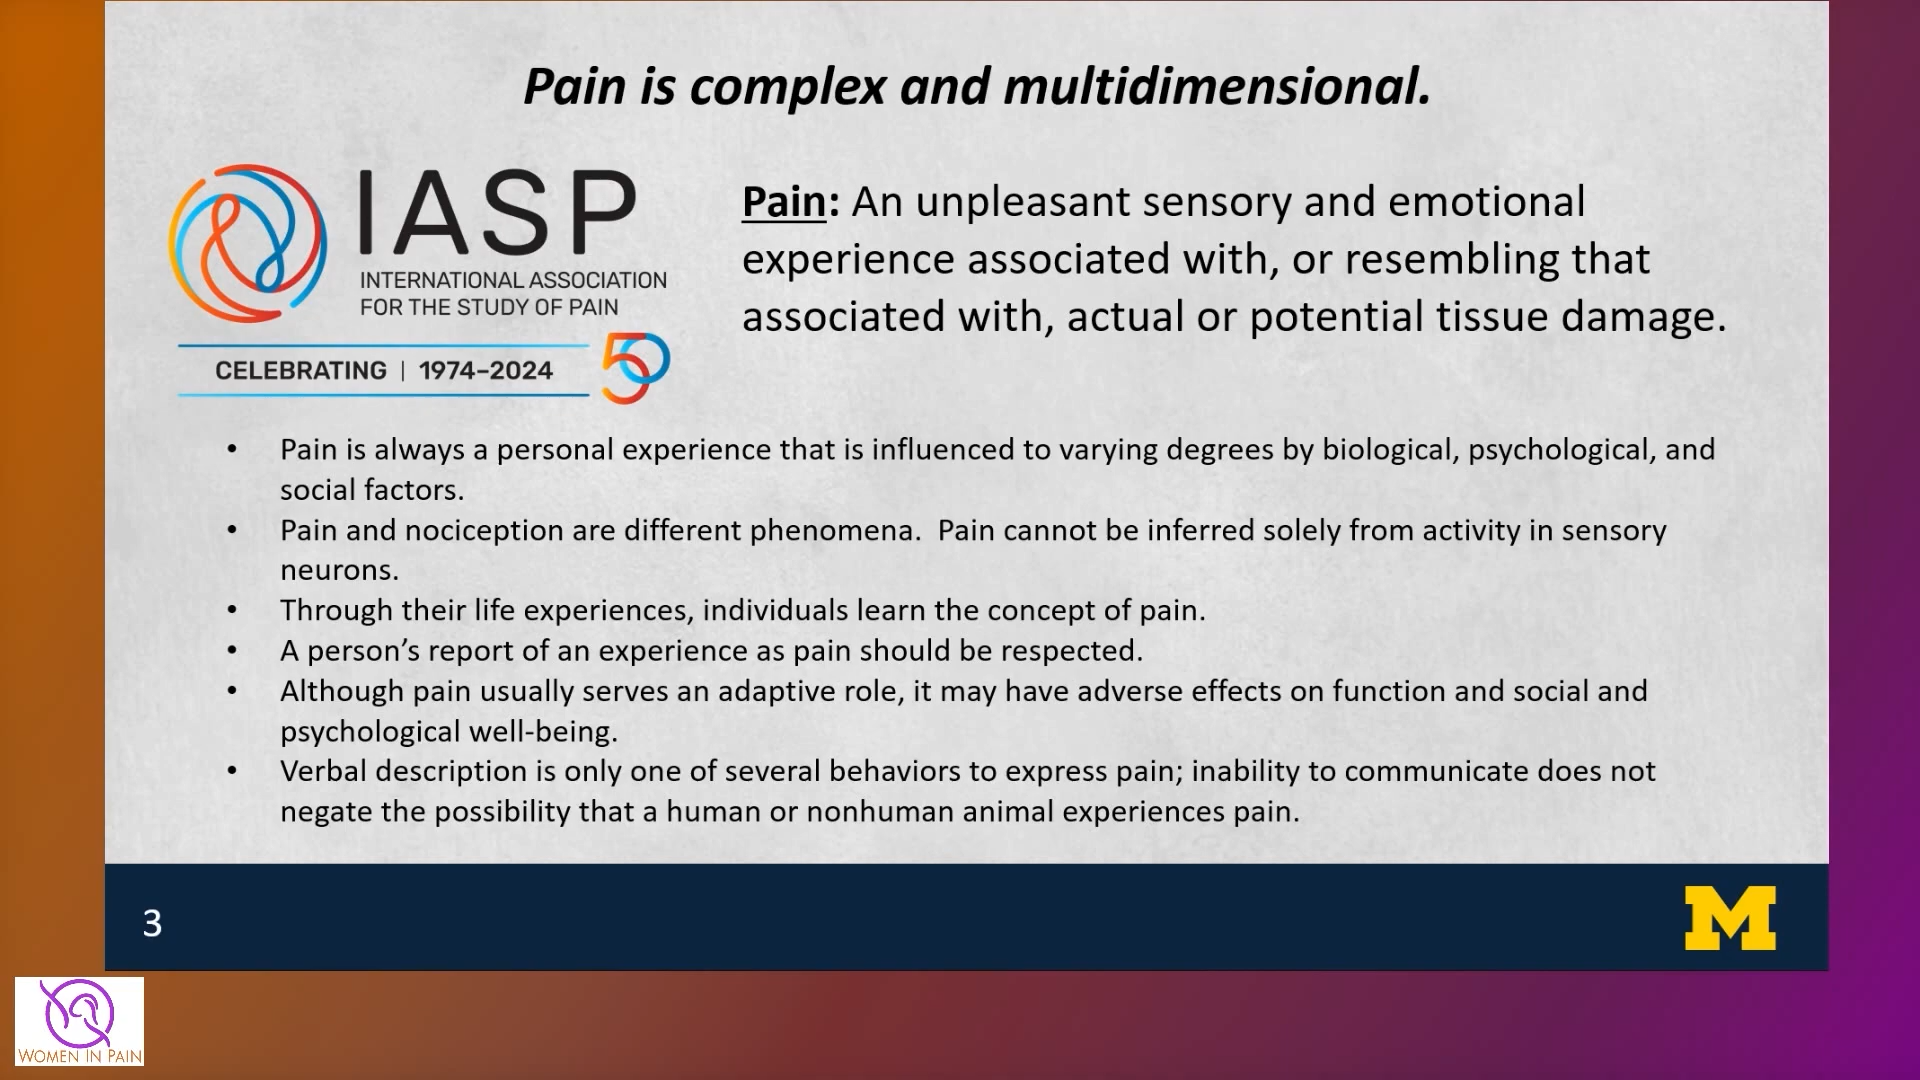 Pain is complex and multidimensional.
IASP
INTERNATIONAL ASSOCIATION
FOR THE STUDY OF PAIN
CELEBRATING | 1974–2024
50
Pain: An unpleasant sensory and emotional
experience associated with, or resembling that
associated with, actual or potential tissue damage.
• Pain is always a personal experience that is influenced to varying degrees by biological, psychological, and
social factors.
• Pain and nociception are different phenomena.  Pain cannot be inferred solely from activity in sensory
neurons.
• Through their life experiences, individuals learn the concept of pain.
• A person’s report of an experience as pain should be respected.
• Although pain usually serves an adaptive role, it may have adverse effects on function and social and
psychological well-being.
• Verbal description is only one of several behaviors to express pain; inability to communicate does not
negate the possibility that a human or nonhuman animal experiences pain.
3
M
WOMEN IN PAIN